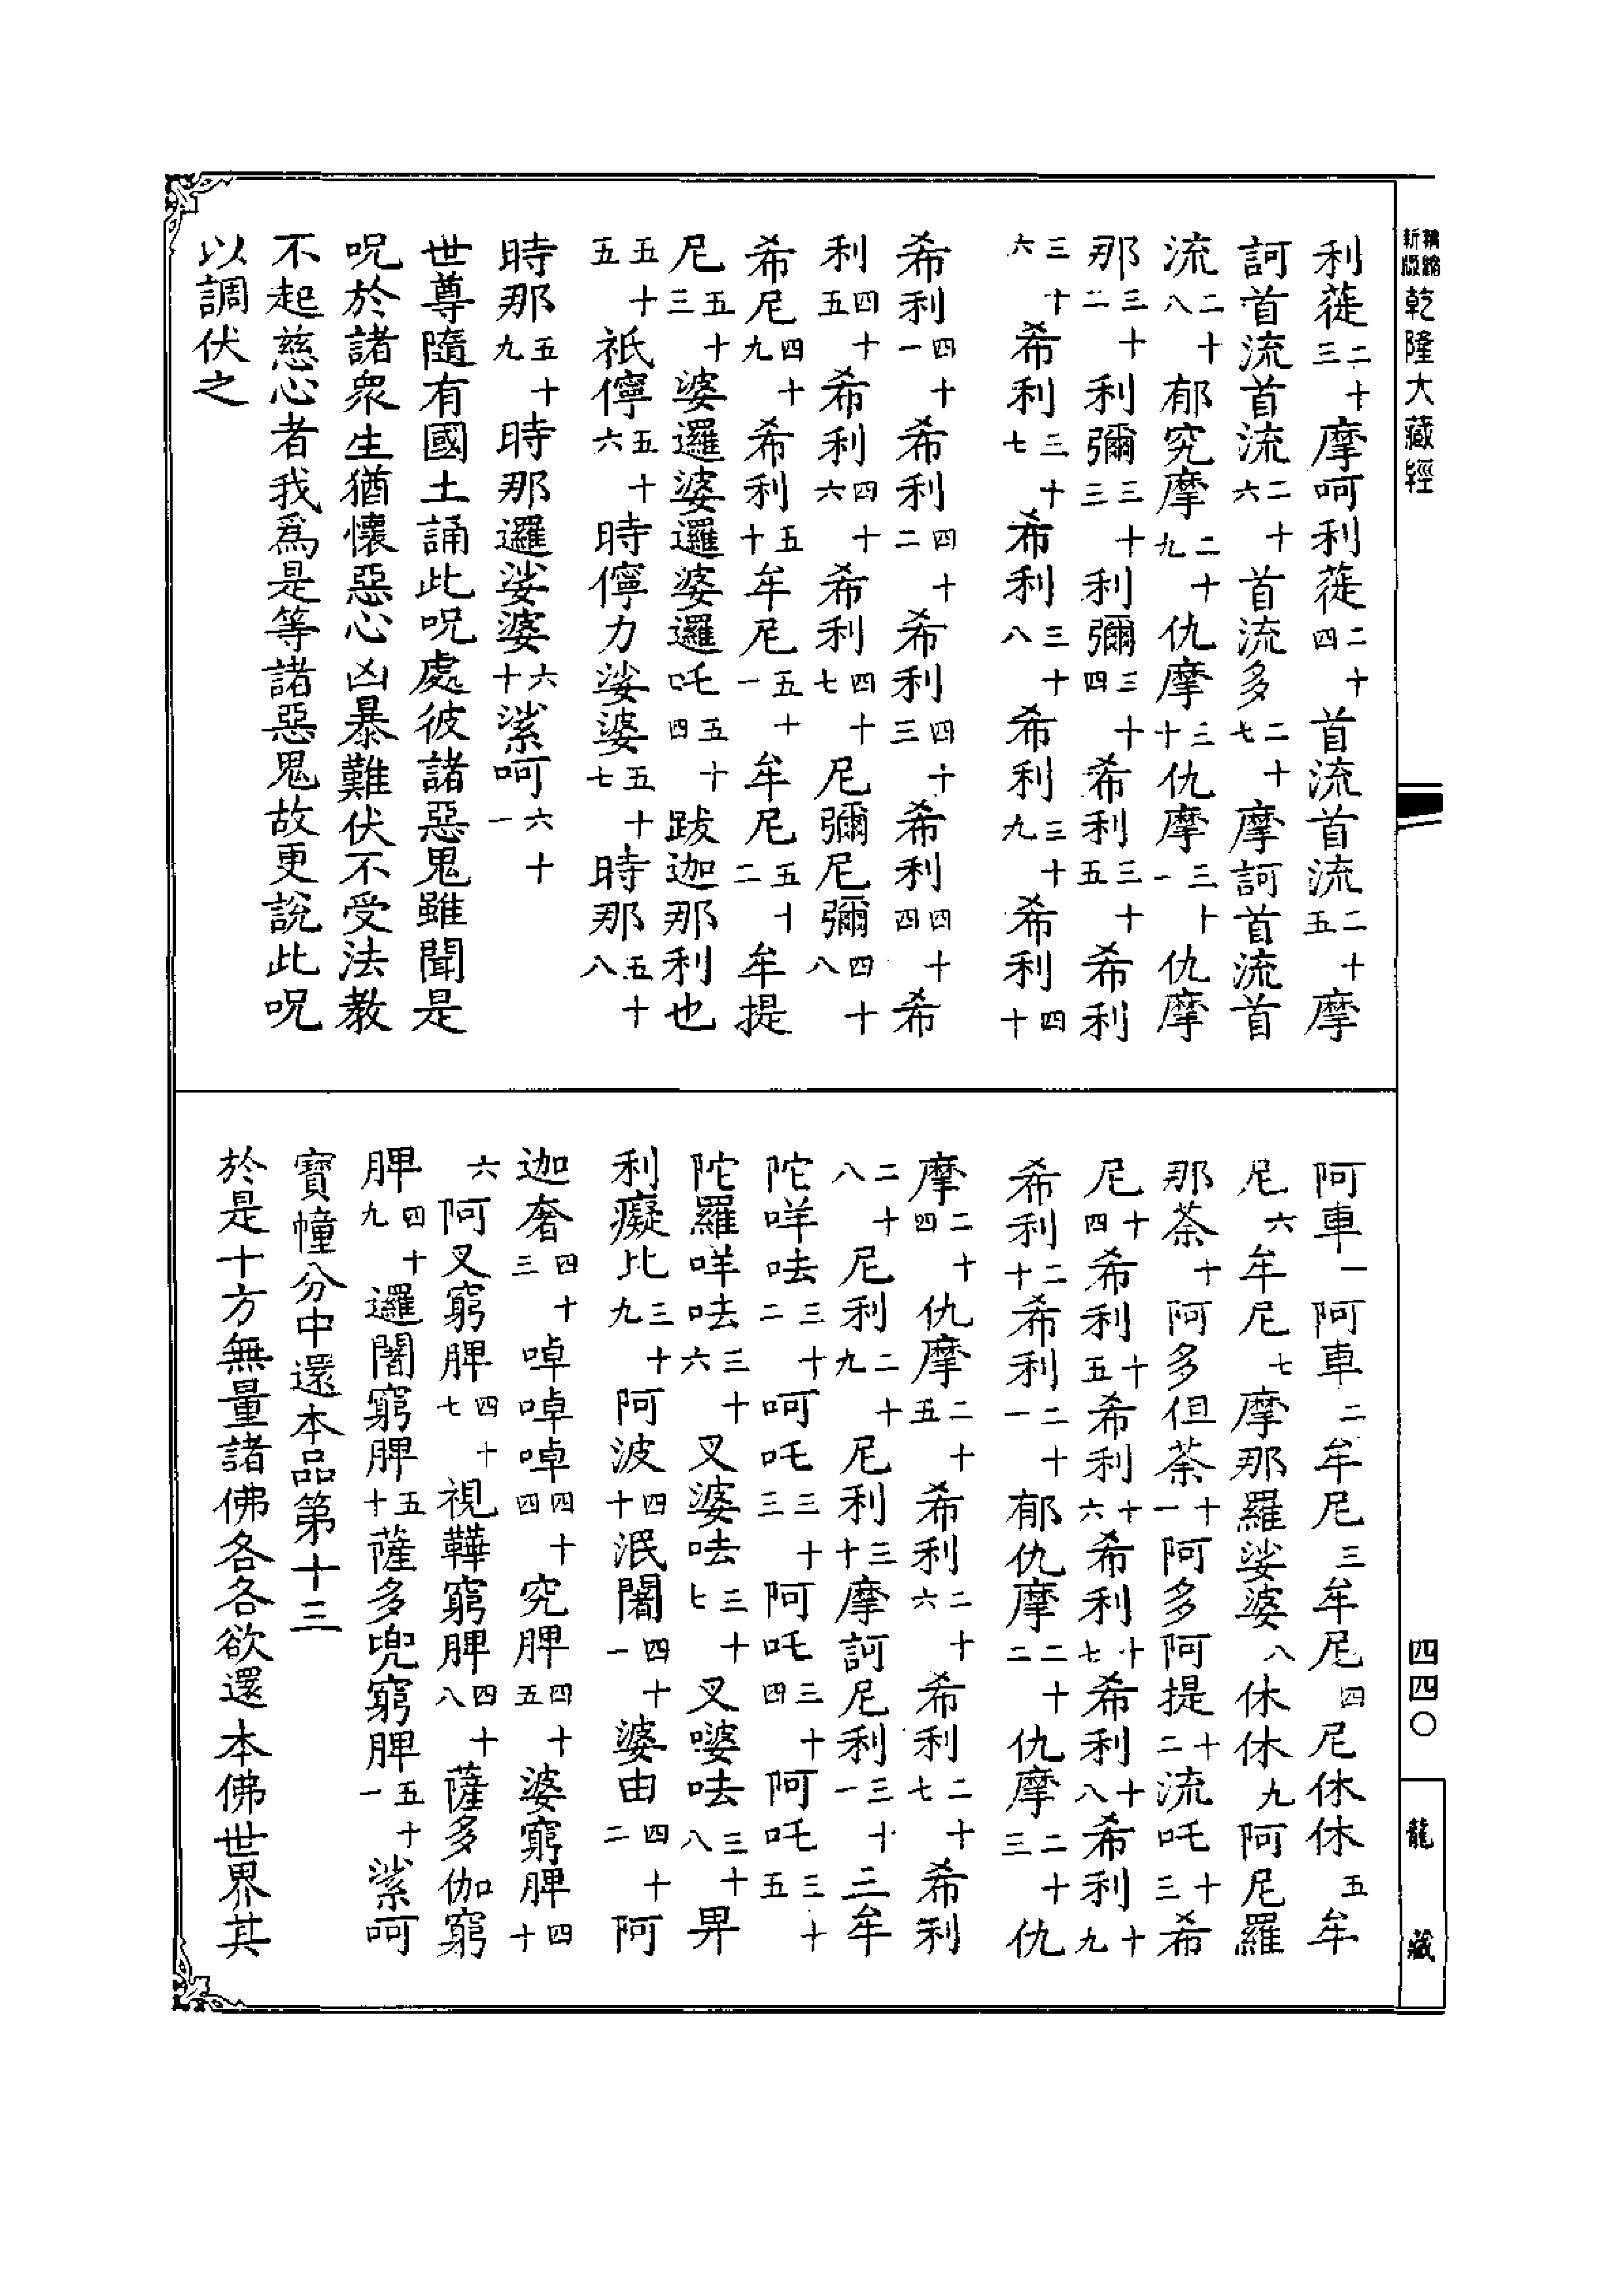 新版精縮乾隆大藏經
利蓰二十三摩呵利蓰二十四首流首流二十五摩
訶首流首流二十六首流多二十七摩訶首流首
流二十八郁究摩二十九仇摩三十仇摩三十一仇摩
那三十二利彌三十三利彌三十四希利三十五希利
三十六希利三十七希利三十八希利三十九希利四十
希利四十一希利四十二希利四十三希利四十四希
利四十五希利四十六希利四十七尼彌尼彌四十八
希尼四十九希利五十牟尼五十一牟尼五十二牟提
尼五十三婆邏婆邏婆邏吒五十四跋迦那利也
五十五祇儜五十六時儜力娑婆五十七時那五十八
時那五十九時那邏娑婆六十娑呵六十一
世尊隨有國土誦此呪處彼諸惡鬼雖聞是
呪於諸衆生猶懷惡心凶暴難伏不受法教
不起慈心者我爲是等諸惡鬼故更說此呪
以調伏之
阿車一阿車二牟尼三牟尼四尼休休五牟
尼六牟尼七摩那羅娑婆八休休九阿尼羅
那荼十阿多但荼十一阿多阿提十二流吒十三希
尼十四希利十五希利十六希利十七希利十八希利十九
希利二十希利二十一郁仇摩二十二仇摩二十三仇
摩二十四仇摩二十五希利二十六希利二十七希利
二十八尼利二十九尼利三十摩訶尼利三十一三牟
陀咩呿三十二呵吒三十三阿吒三十四阿吒三十五
陀羅咩呿三十六叉婆呿三十七叉婆呿三十八畀
利癡比三十九阿波四十泯闍四十一婆由四十二阿
迦奢四十三啅啅啅四十四究脾四十五婆窮脾四十
六阿叉窮脾四十七視鞞窮脾四十八薩多伽窮
脾四十九邏闍窮脾五十薩多兜窮脾五十一娑呵
寶幢分中還本品第十三
於是十方無量諸佛各各欲還本佛世界其
四四〇
龍藏